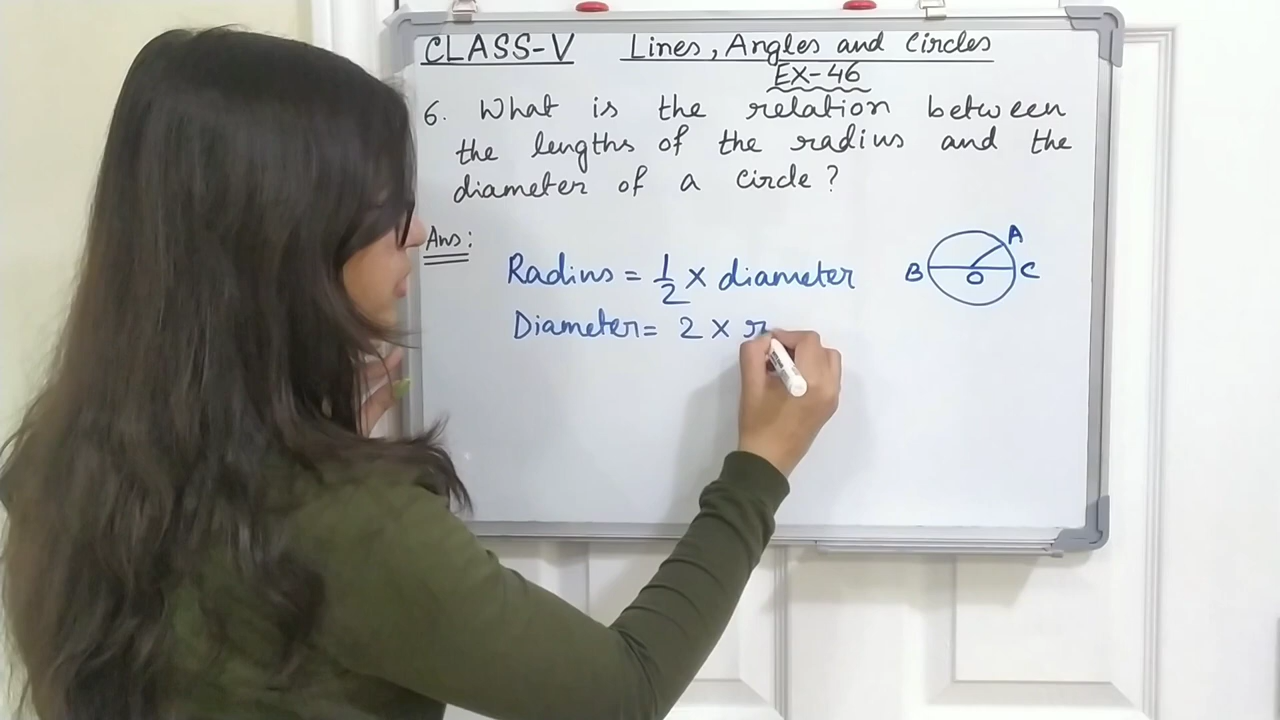 CLASS-V Lines, Angles and Circles
EX-46
6. What is the relation between
the lengths of the radius and the
diameter of a circle?
Ans:
Radius = 1/2 × diameter
Diameter = 2 × r
A
B O C